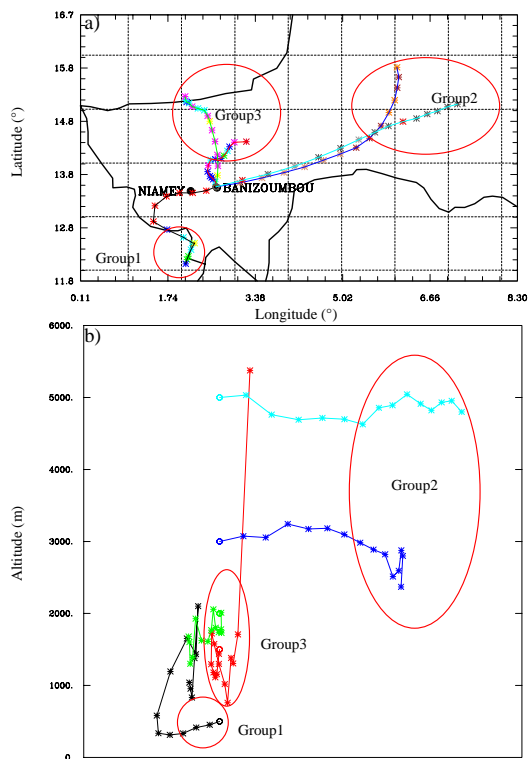 16.7
a)
15.8
Group3
Group2
14.8
Latitude (°)
13.8
NIAMEY
BANIZOUMBOU
12.8
Group1
11.8
0.11 1.74 3.38 5.02 6.66 8.30
Longitude (°)
6000.
b)
5000.
Group2
4000.
Altitude (m)
3000.
2000.
Group3
1000.
Group1
0.